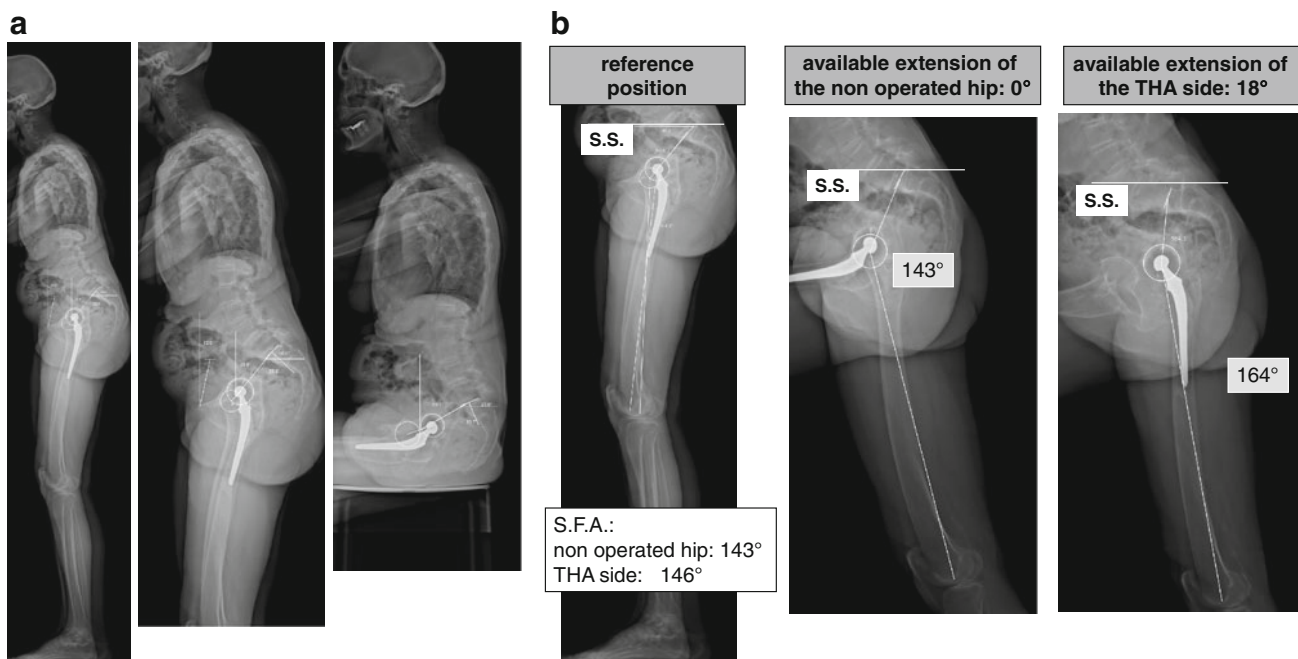 a
b
reference
position
available extension of
the non operated hip: 0°
available extension of
the THA side: 18°
S.S.
S.S.
S.S.
143°
164°
S.F.A.:
non operated hip: 143°
THA side: 146°